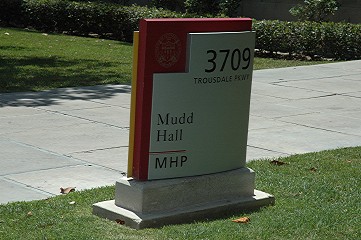 3709
TROUSDALE PKWY
Mudd
Hall
MHP